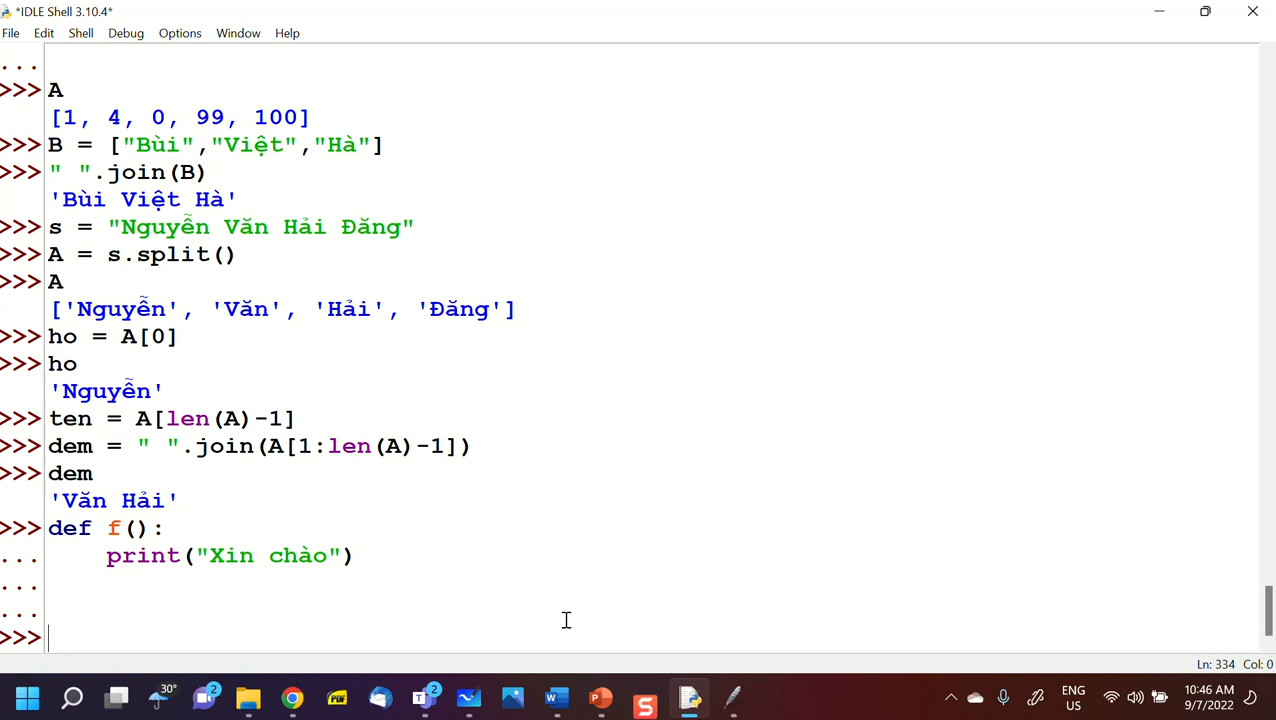 *IDLE Shell 3.10.4*
File Edit Shell Debug Options Window Help
...
>>> A
[1, 4, 0, 99, 100]
>>> B = ["Bùi","Việt","Hà"]
>>> " ".join(B)
'Bùi Việt Hà'
>>> s = "Nguyễn Văn Hải Đăng"
>>> A = s.split()
>>> A
['Nguyễn', 'Văn', 'Hải', 'Đăng']
>>> ho = A[0]
>>> ho
'Nguyễn'
>>> ten = A[len(A)-1]
>>> dem = " ".join(A[1:len(A)-1])
>>> dem
'Văn Hải'
>>> def f():
... print("Xin chào")
...
...
>>>
Ln: 334 Col: 0
30° 2 PDF T 2 W P S ENG 10:46 AM
US 9/7/2022